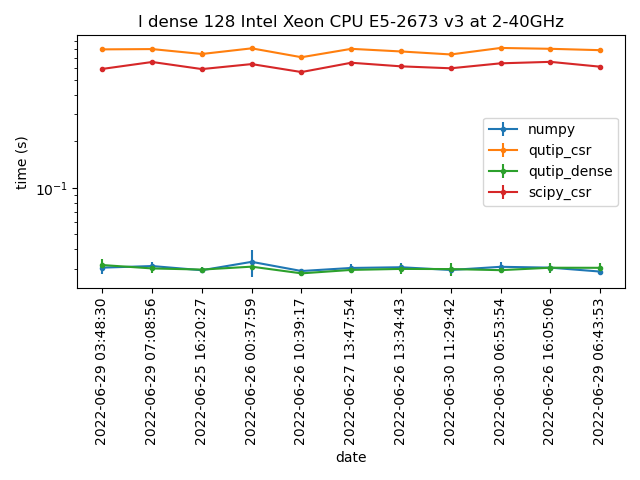 I dense 128 Intel Xeon CPU E5-2673 v3 at 2-40GHz
time (s)
10^-1
numpy
qutip_csr
qutip_dense
scipy_csr
2022-06-29 03:48:30
2022-06-29 07:08:56
2022-06-25 16:20:27
2022-06-26 00:37:59
2022-06-26 10:39:17
2022-06-27 13:47:54
2022-06-26 13:34:43
2022-06-30 11:29:42
2022-06-30 06:53:54
2022-06-26 16:05:06
2022-06-29 06:43:53
date